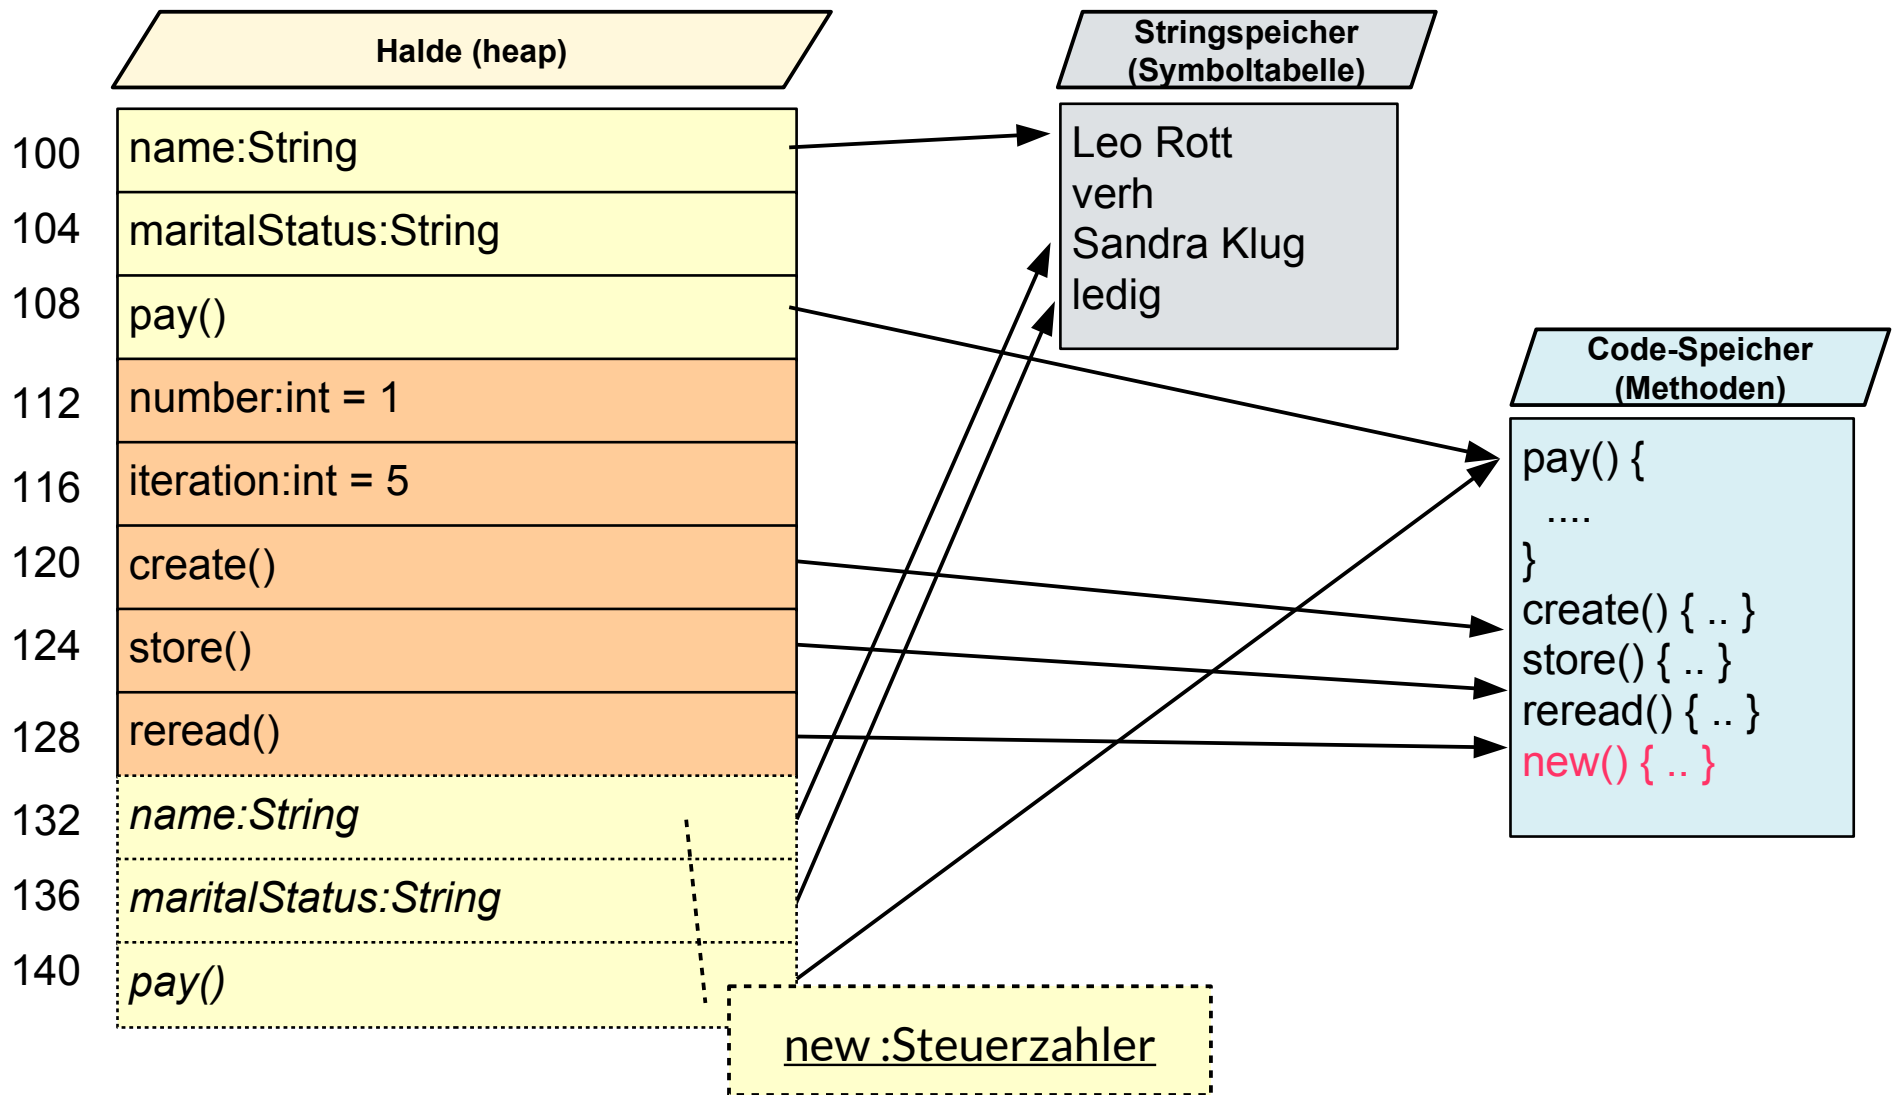 Halde (heap)
100 name:String
104 maritalStatus:String
108 pay()
112 number:int = 1
116 iteration:int = 5
120 create()
124 store()
128 reread()
132 name:String
136 maritalStatus:String
140 pay()
new :Steuerzahler
Stringspeicher
(Symboltabelle)
Leo Rott
verh
Sandra Klug
ledig
Code-Speicher
(Methoden)
pay() {
....
}
create() { .. }
store() { .. }
reread() { .. }
new() { .. }